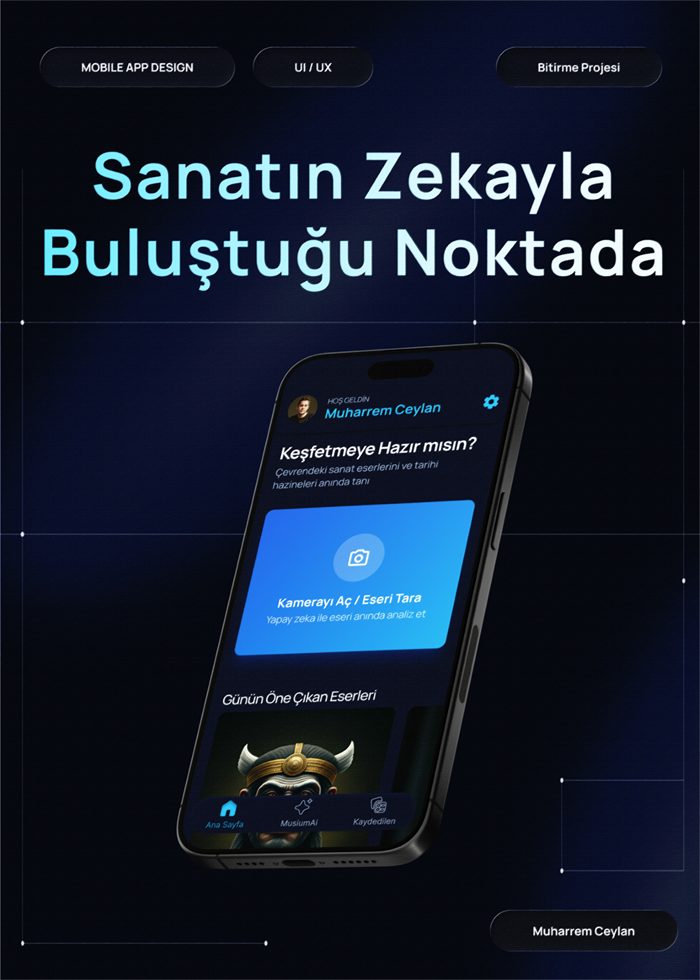 MOBILE APP DESIGN
UI / UX
Bitirme Projesi
Sanatın Zekayla
Buluştuğu Noktada
HOŞ GELDİN
Muharrem Ceylan
Keşfetmeye Hazır mısın?
Çevrendeki sanat eserlerini ve tarihi
hazineleri anında tanı
Kamerayı Aç / Eseri Tara
Yapay zeka ile eseri anında analiz et
Günün Öne Çıkan Eserleri
Ana Sayfa
MusiumAi
Kaydedilen
Muharrem Ceylan